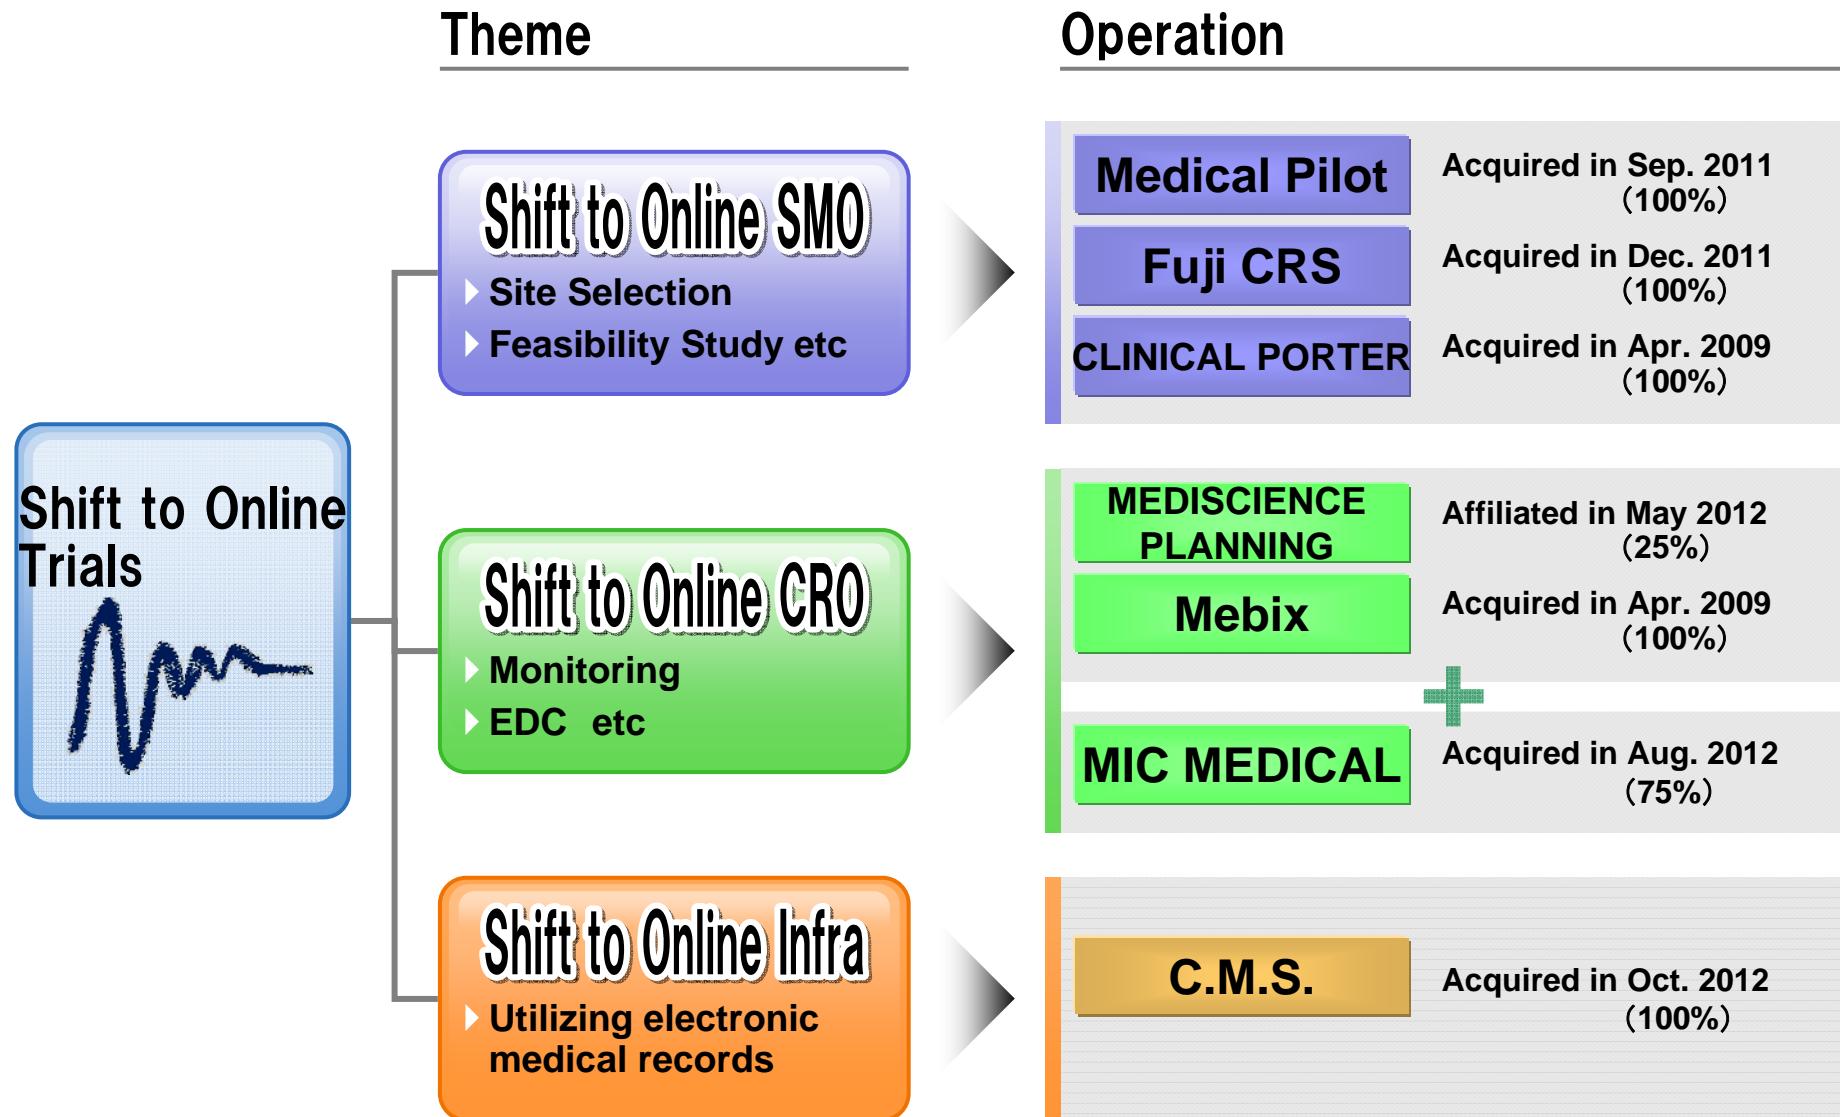 Theme
Operation
Shift to Online
Trials
Shift to Online SMO
Site Selection
Feasibility Study etc
Medical Pilot
Acquired in Sep. 2011
(100%)
Fuji CRS
Acquired in Dec. 2011
(100%)
CLINICAL PORTER
Acquired in Apr. 2009
(100%)
Shift to Online CRO
Monitoring
EDC etc
MEDISCIENCE
PLANNING
Affiliated in May 2012
(25%)
Mebix
Acquired in Apr. 2009
(100%)
MIC MEDICAL
Acquired in Aug. 2012
(75%)
Shift to Online Infra
Utilizing electronic
medical records
C.M.S.
Acquired in Oct. 2012
(100%)